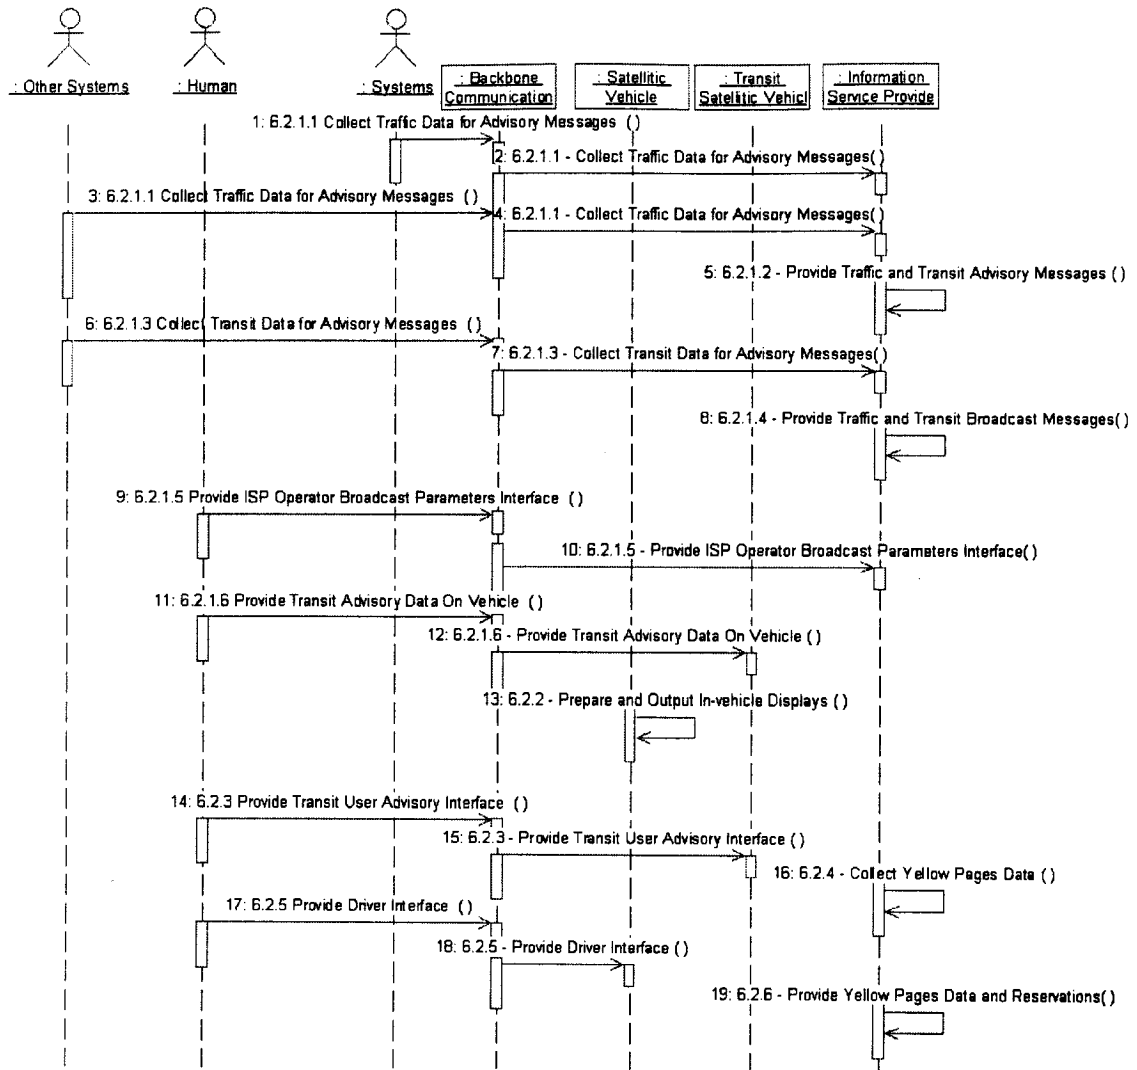 : Other Systems
: Human
: Systems
: Backbone
Communication
: Satellitic
Vehicle
: Transit
Satellitic Vehicl
: Information
Service Provide
1: 6.2.1.1 Collect Traffic Data for Advisory Messages ( )
2: 6.2.1.1 - Collect Traffic Data for Advisory Messages( )
3: 6.2.1.1 Collect Traffic Data for Advisory Messages ( )
4: 6.2.1.1 - Collect Traffic Data for Advisory Messages( )
5: 6.2.1.2 - Provide Traffic and Transit Advisory Messages ( )
6: 6.2.1.3 Collect Transit Data for Advisory Messages ( )
7: 6.2.1.3 - Collect Transit Data for Advisory Messages( )
8: 6.2.1.4 - Provide Traffic and Transit Broadcast Messages( )
9: 6.2.1.5 Provide ISP Operator Broadcast Parameters Interface ( )
10: 6.2.1.5 - Provide ISP Operator Broadcast Parameters Interface( )
11: 6.2.1.6 Provide Transit Advisory Data On Vehicle ( )
12: 6.2.1.6 - Provide Transit Advisory Data On Vehicle ( )
13: 6.2.2 - Prepare and Output In-vehicle Displays ( )
14: 6.2.3 Provide Transit User Advisory Interface ( )
15: 6.2.3 - Provide Transit User Advisory Interface ( )
16: 6.2.4 - Collect Yellow Pages Data ( )
17: 6.2.5 Provide Driver Interface ( )
18: 6.2.5 - Provide Driver Interface ( )
19: 6.2.6 - Provide Yellow Pages Data and Reservations( )